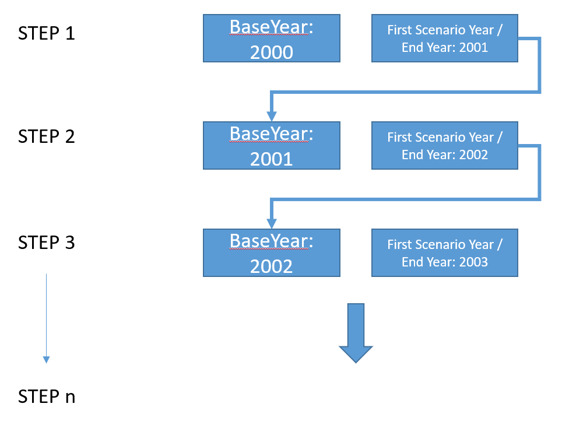 STEP 1
BaseYear:
2000
First Scenario Year /
End Year: 2001
STEP 2
BaseYear:
2001
First Scenario Year /
End Year: 2002
STEP 3
BaseYear:
2002
First Scenario Year /
End Year: 2003
STEP n